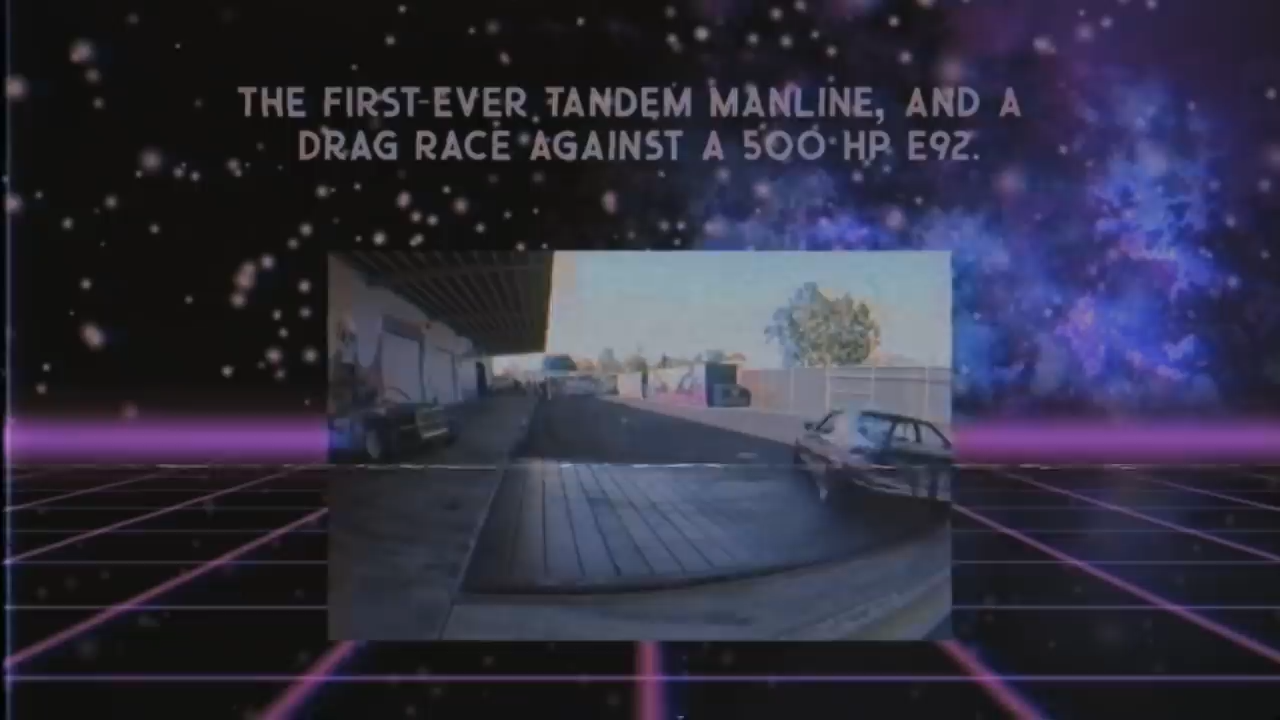 THE FIRST-EVER TANDEM MANLINE, AND A
DRAG RACE AGAINST A 500 HP E92.